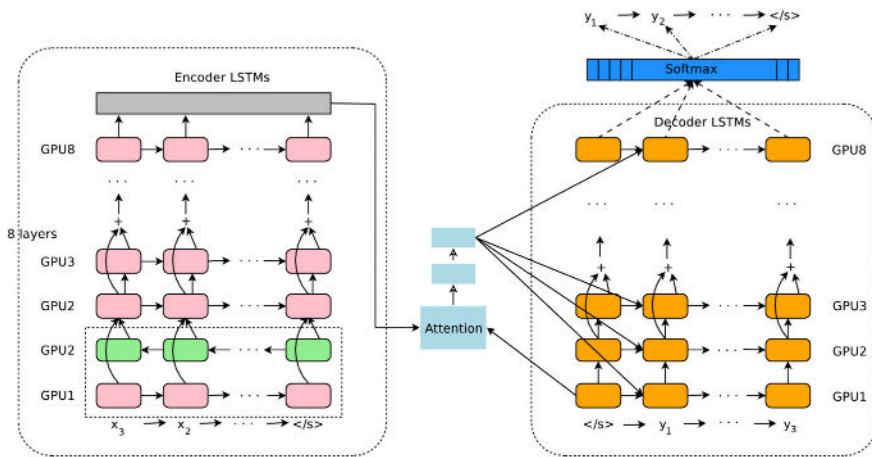 y₁ → y₂ → ··· → </s>
Softmax
Encoder LSTMs
Decoder LSTMs
GPU8 ··· ··· GPU8
··· ··· ··· ···
+ + +
8 layers
GPU3 ···
+ + +
GPU2 ···
Attention
··· GPU3
GPU2 ··· ··· GPU2
GPU1 ··· ··· GPU1
x₃ → x₂ → ··· → </s>
</s> → y₁ → ··· → y₃